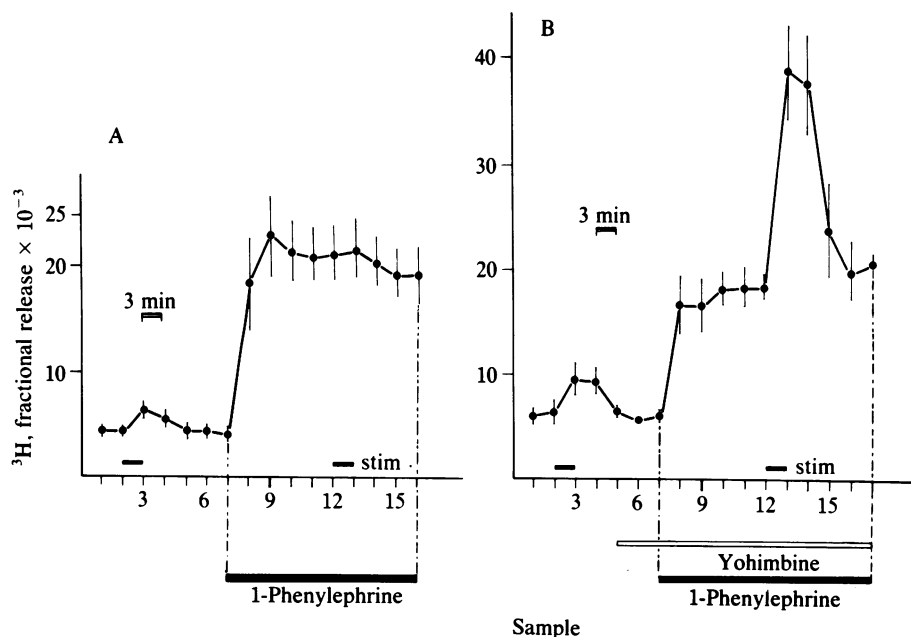 A
³H, fractional release × 10⁻³
25
20
10
3 min
stim
3
6
9
12
15
1-Phenylephrine
B
40
30
20
10
3 min
stim
3
6
9
12
15
Yohimbine
1-Phenylephrine
Sample